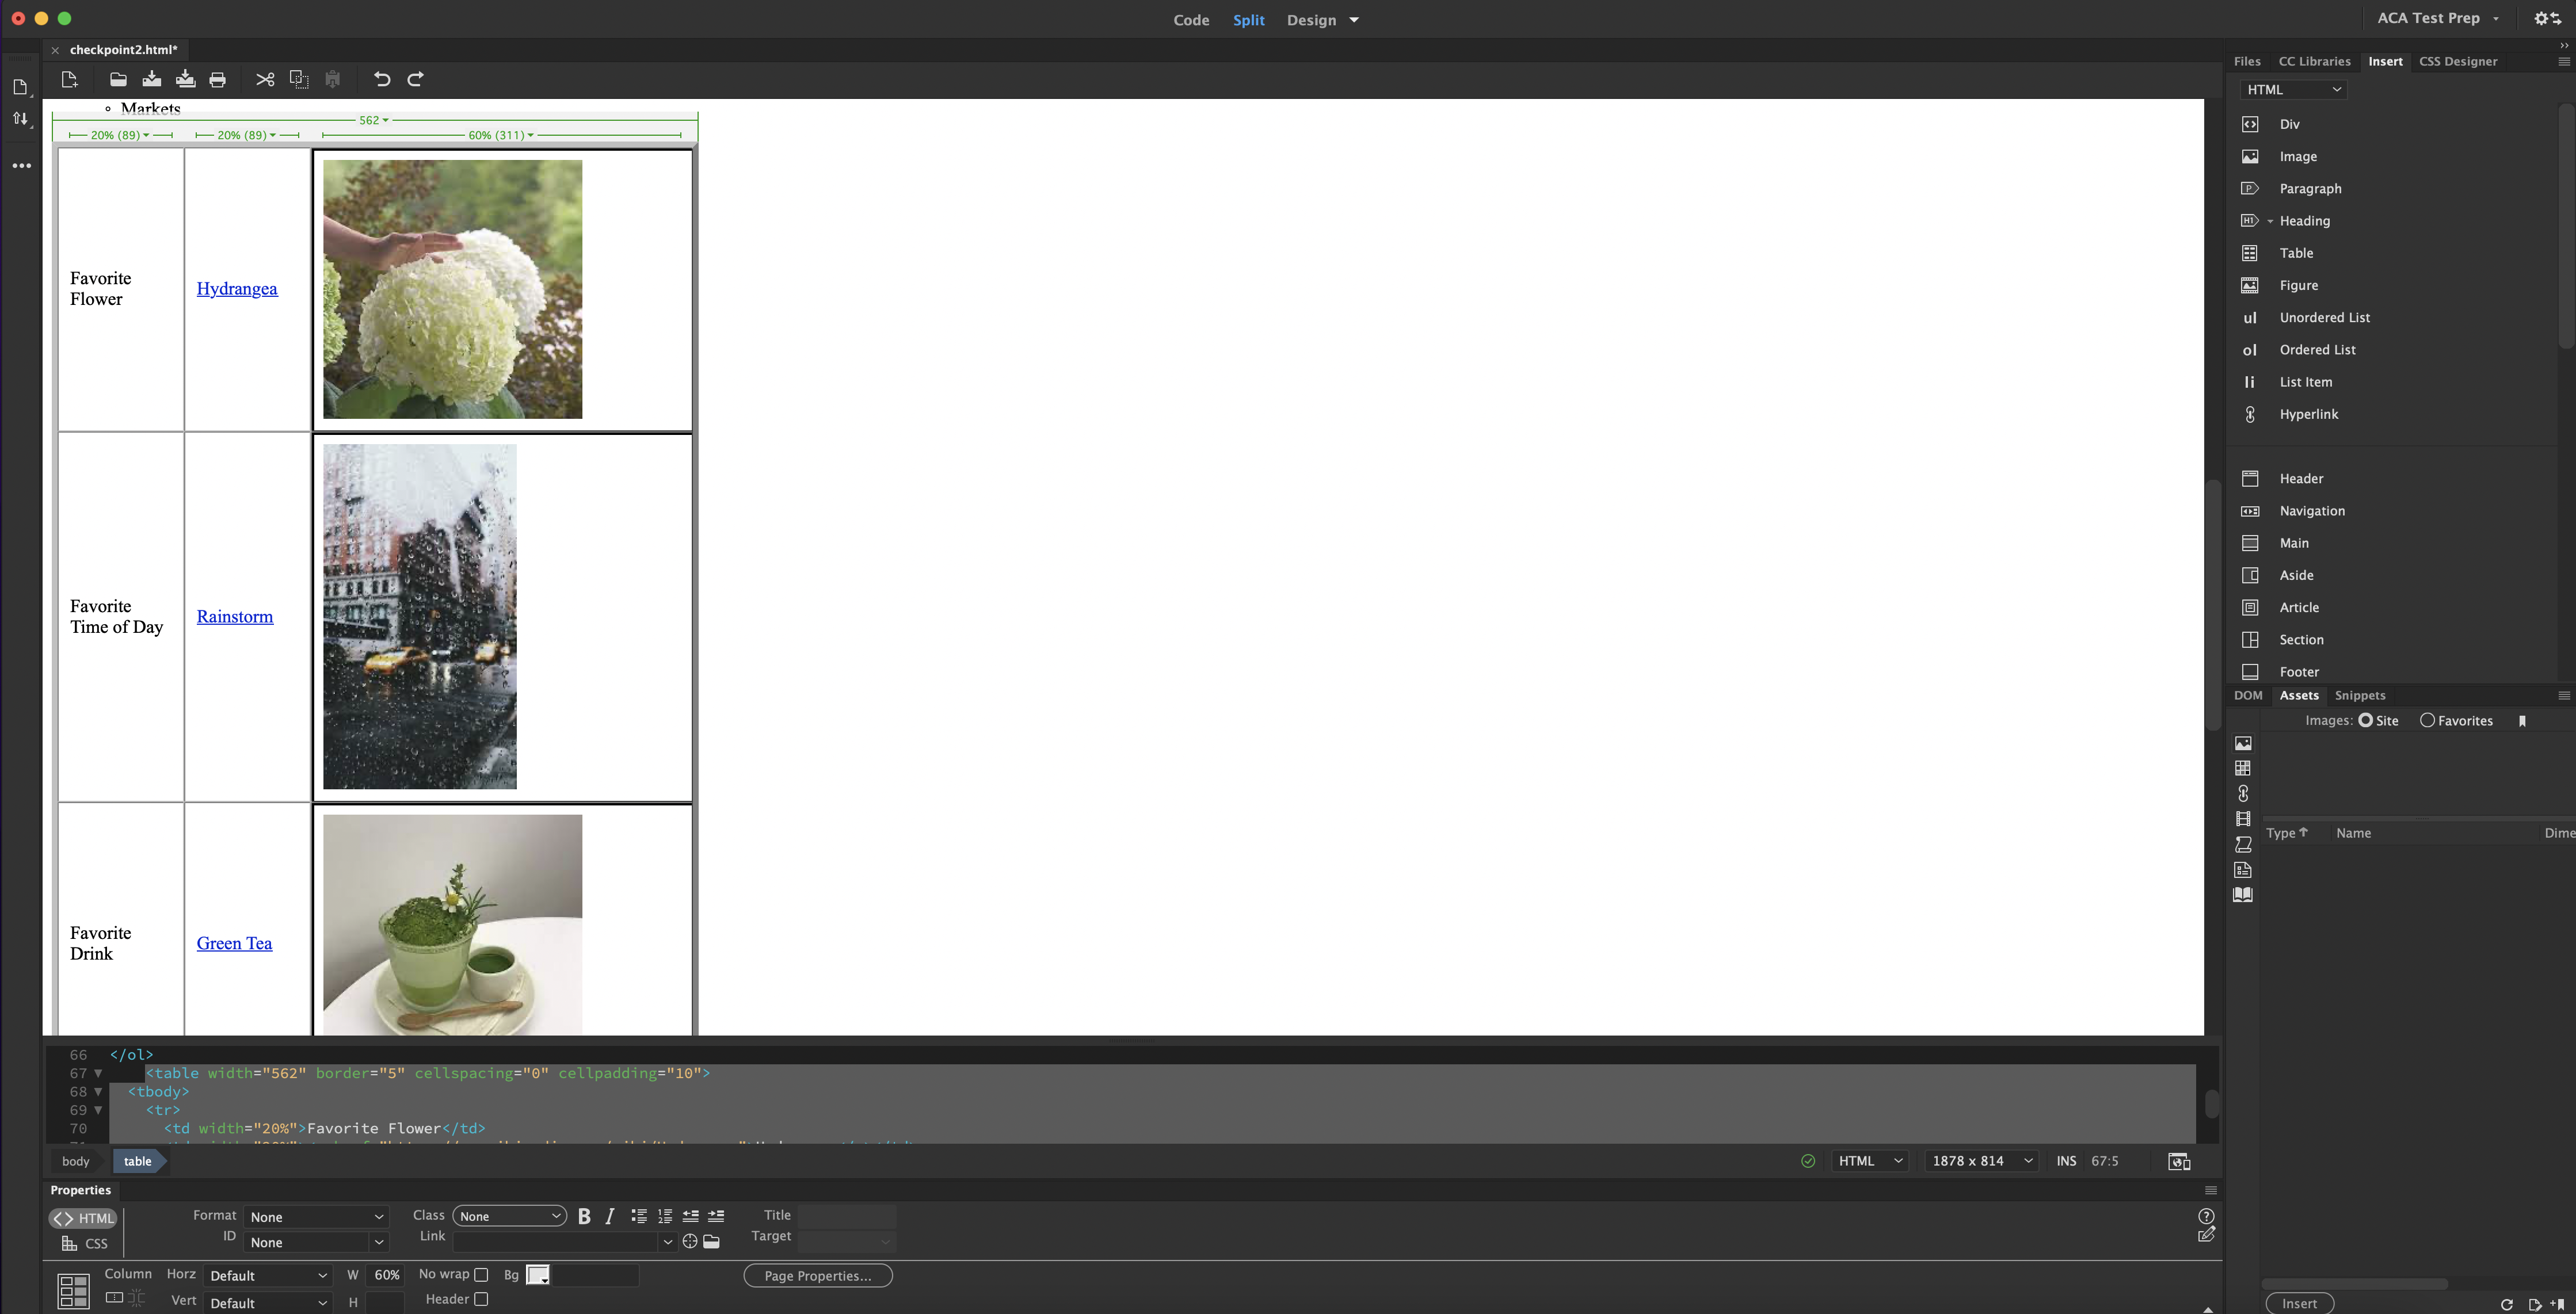 Code Split Design
ACA Test Prep
checkpoint2.html*
Files CC Libraries Insert CSS Designer
HTML
Div
Image
Paragraph
Heading
Table
Figure
ul Unordered List
ol Ordered List
li List Item
Hyperlink
Header
Navigation
Main
Aside
Article
Section
Footer
Markets
562
20% (89) 20% (89) 60% (311)
Favorite
Flower
Hydrangea
Favorite
Time of Day
Rainstorm
Favorite
Drink
Green Tea
DOM Assets Snippets
Images: Site Favorites
Type Name Dime
66 </ol>
67 <table width="562" border="5" cellspacing="0" cellpadding="10">
68 <tbody>
69 <tr>
70 <td width="20%">Favorite Flower</td>
body table
HTML 1878 x 814 INS 67:5
Properties
<> HTML
CSS
Format None
ID None
Class None
B I
Link
Title
Target
Column Horz Default W 60% No wrap Bg
Page Properties...
Vert Default H Header
Insert